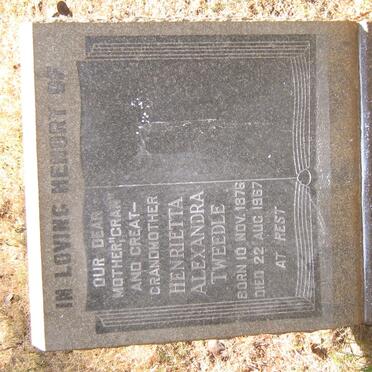 IN LOVING MEMORY OF
OUR DEAR
MOTHER, GRAN
AND GREAT-
GRANDMOTHER
HENRIETTA
ALEXANDRA
TWEEDLE
BORN 10 NOV. 1876
DIED 22 AUG. 1967
AT REST